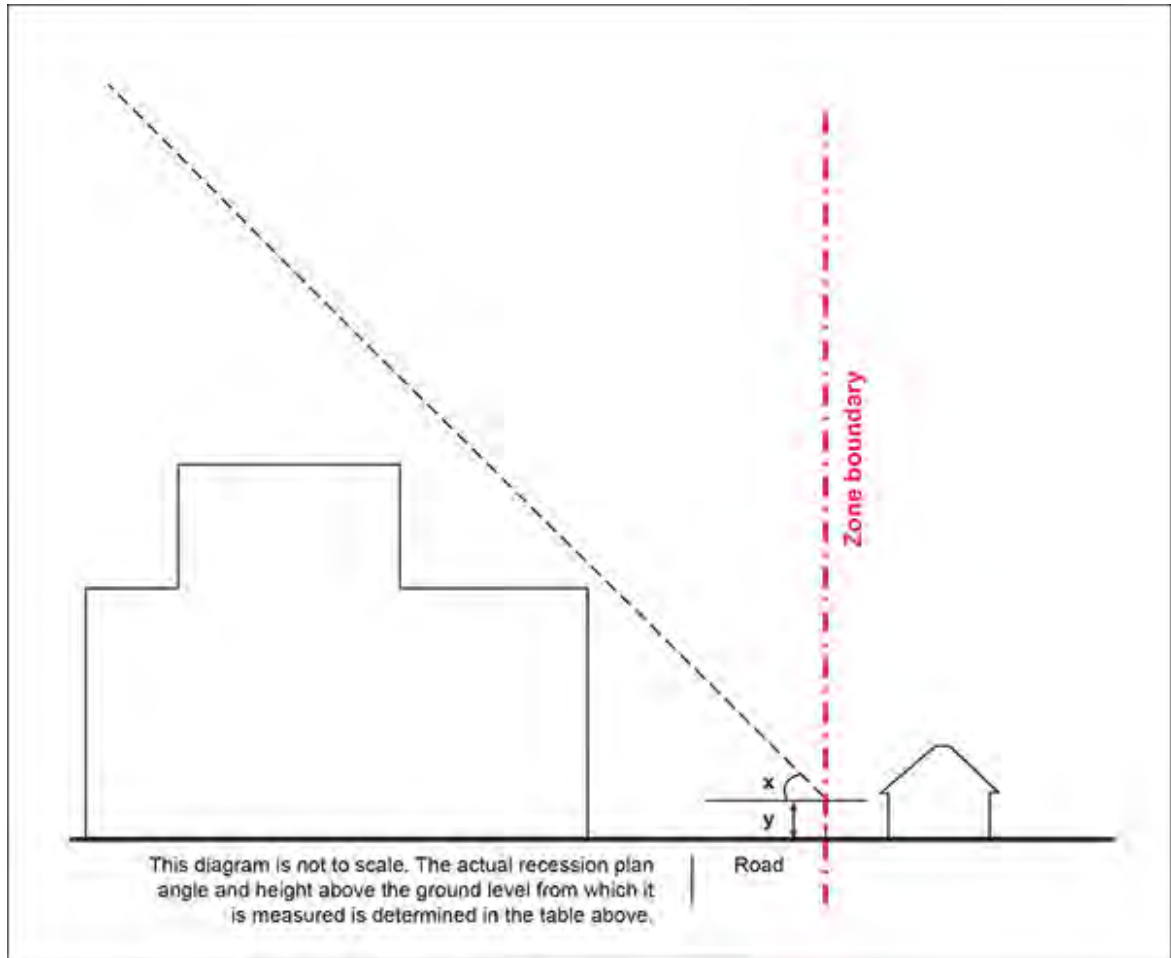 Zone boundary
x
y
This diagram is not to scale. The actual recession plan
angle and height above the ground level from which it
is measured is determined in the table above.
Road